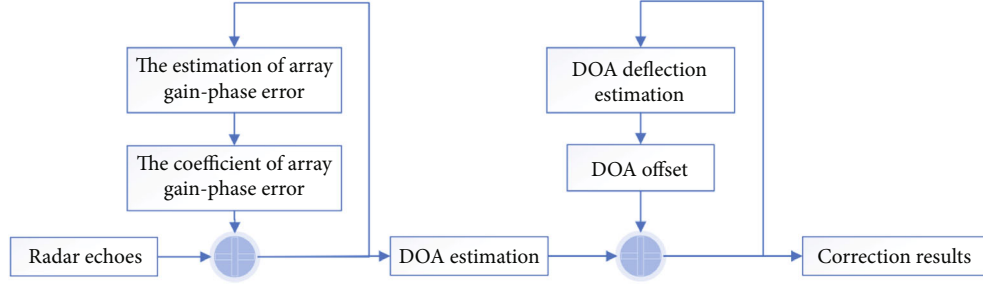 The estimation of array
gain-phase error
The coefficient of array
gain-phase error
Radar echoes
DOA estimation
DOA deflection
estimation
DOA offset
Correction results